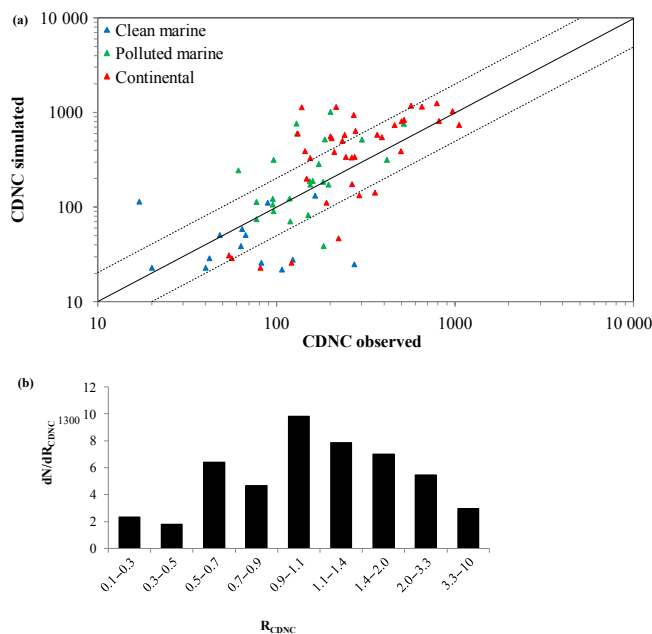 (a)
10 000
1000
100
10
CDNC simulated
Clean marine
Polluted marine
Continental
10
100
1000
10 000
CDNC observed
(b)
12
10
8
6
4
2
0
dN/dR_CDNC
1300
0.1–0.3
0.3–0.5
0.5–0.7
0.7–0.9
0.9–1.1
1.1–1.4
1.4–2.0
2.0–3.3
3.3–10
R_CDNC